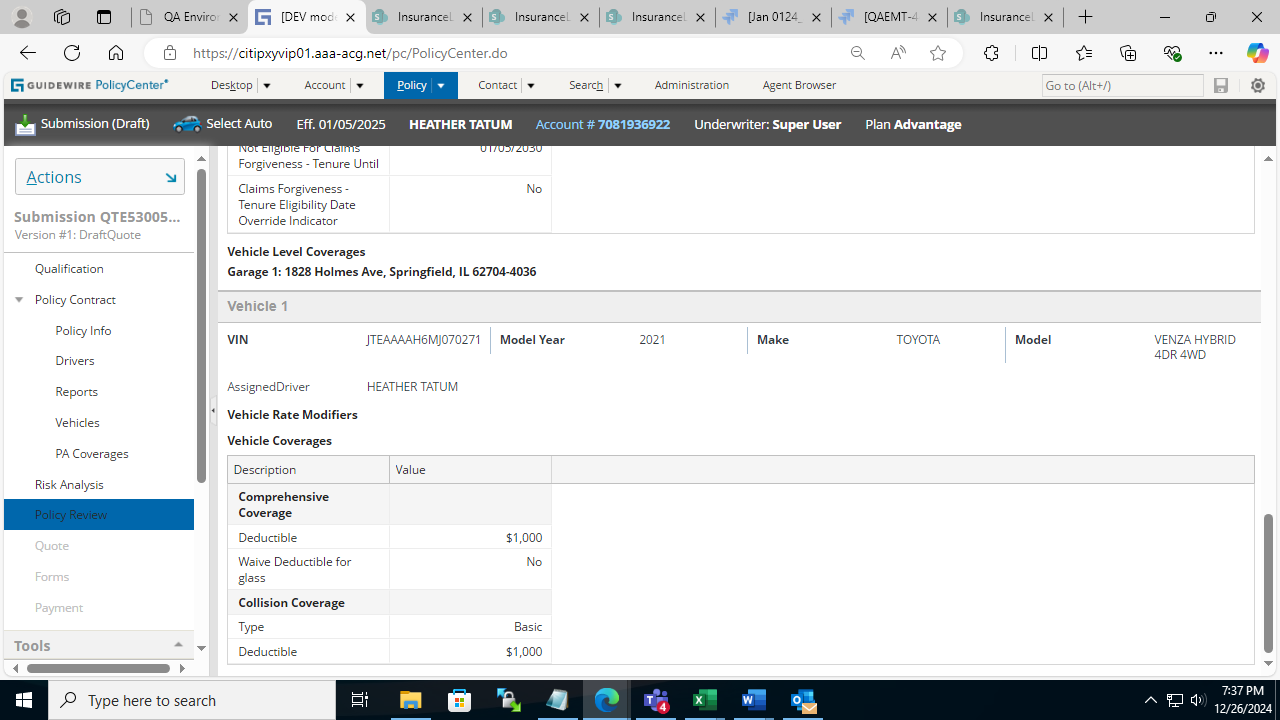 QA Environ
[DEV mode
InsuranceL
InsuranceL
InsuranceL
[Jan 0124_
[QAEMT-4
InsuranceL
https://citipxyvip01.aaa-acg.net/pc/PolicyCenter.do
GUIDEWIRE PolicyCenter
Desktop
Account
Policy
Contact
Search
Administration
Agent Browser
Go to (Alt+/)
Submission (Draft)
Select Auto
Eff. 01/05/2025
HEATHER TATUM
Account # 7081936922
Underwriter: Super User
Plan Advantage
Actions
Submission QTE53005...
Version #1: DraftQuote
Qualification
Policy Contract
Policy Info
Drivers
Reports
Vehicles
PA Coverages
Risk Analysis
Policy Review
Quote
Forms
Payment
Tools
Not Eligible For Claims 01/05/2030
Forgiveness - Tenure Until
Claims Forgiveness - No
Tenure Eligibility Date
Override Indicator
Vehicle Level Coverages
Garage 1: 1828 Holmes Ave, Springfield, IL 62704-4036
Vehicle 1
VIN JTEAAAAH6MJ070271 Model Year 2021 Make TOYOTA Model VENZA HYBRID
4DR 4WD
AssignedDriver HEATHER TATUM
Vehicle Rate Modifiers
Vehicle Coverages
Description Value
Comprehensive
Coverage
Deductible $1,000
Waive Deductible for No
glass
Collision Coverage
Type Basic
Deductible $1,000
Type here to search
4
7:37 PM
12/26/2024